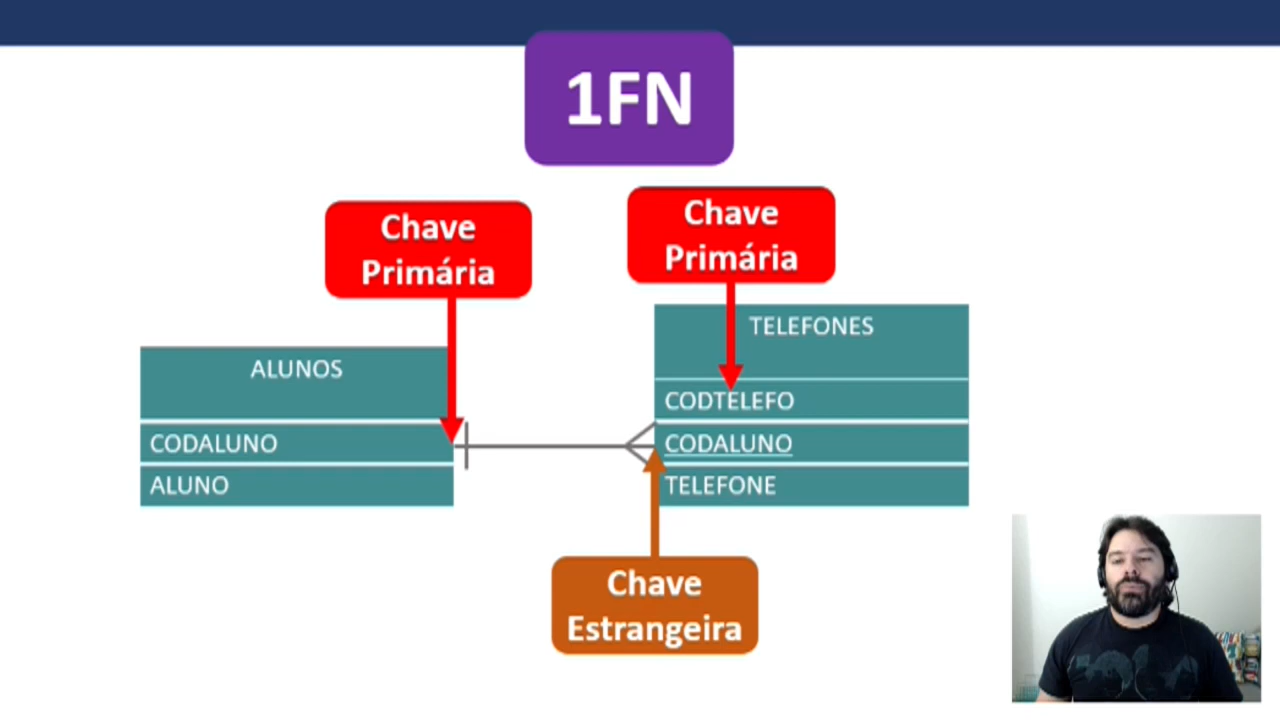 1FN
Chave
Primária
Chave
Primária
ALUNOS
CODALUNO
ALUNO
TELEFONES
CODTELEFO
CODALUNO
TELEFONE
Chave
Estrangeira